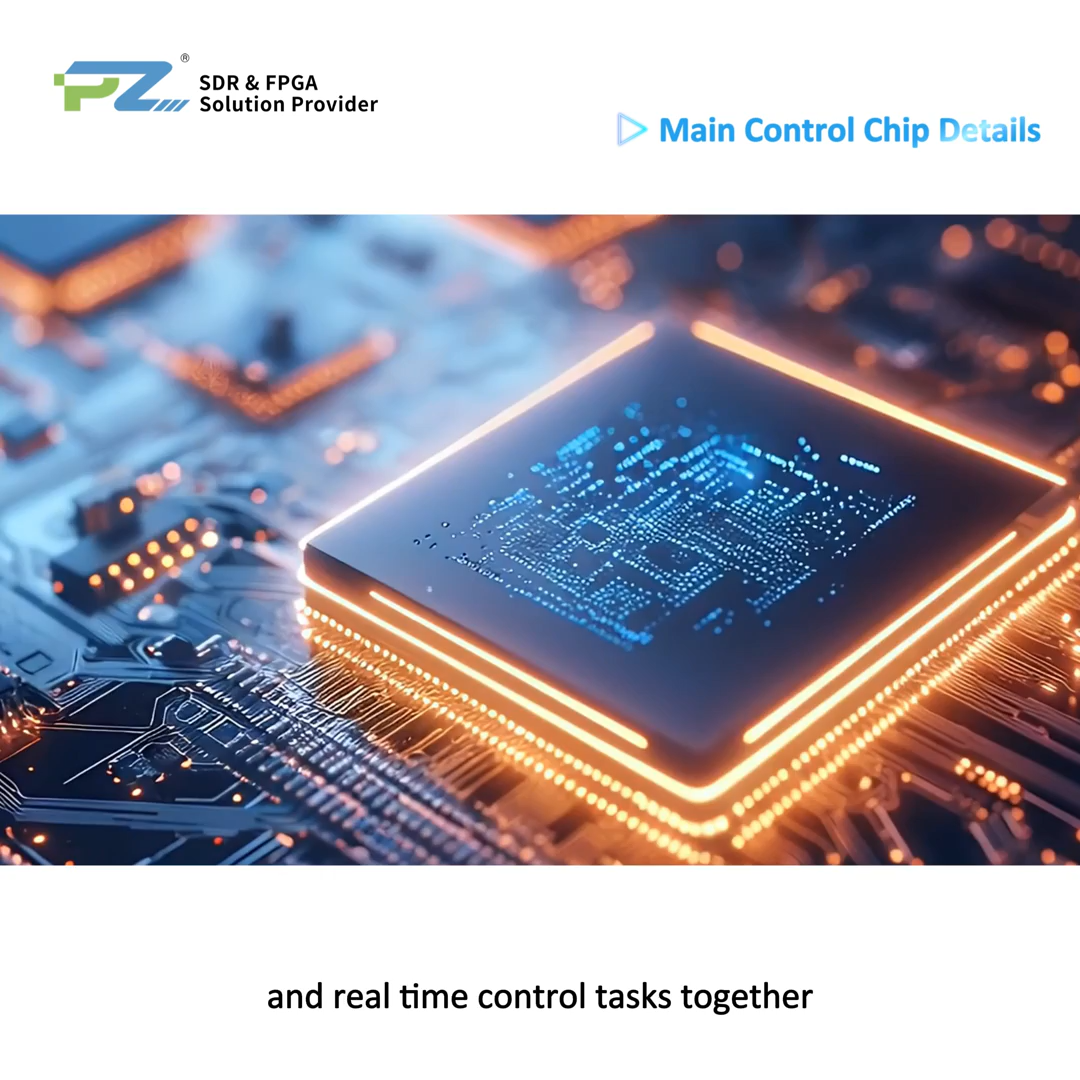 PZ®
SDR & FPGA
Solution Provider
Main Control Chip Details
and real time control tasks together